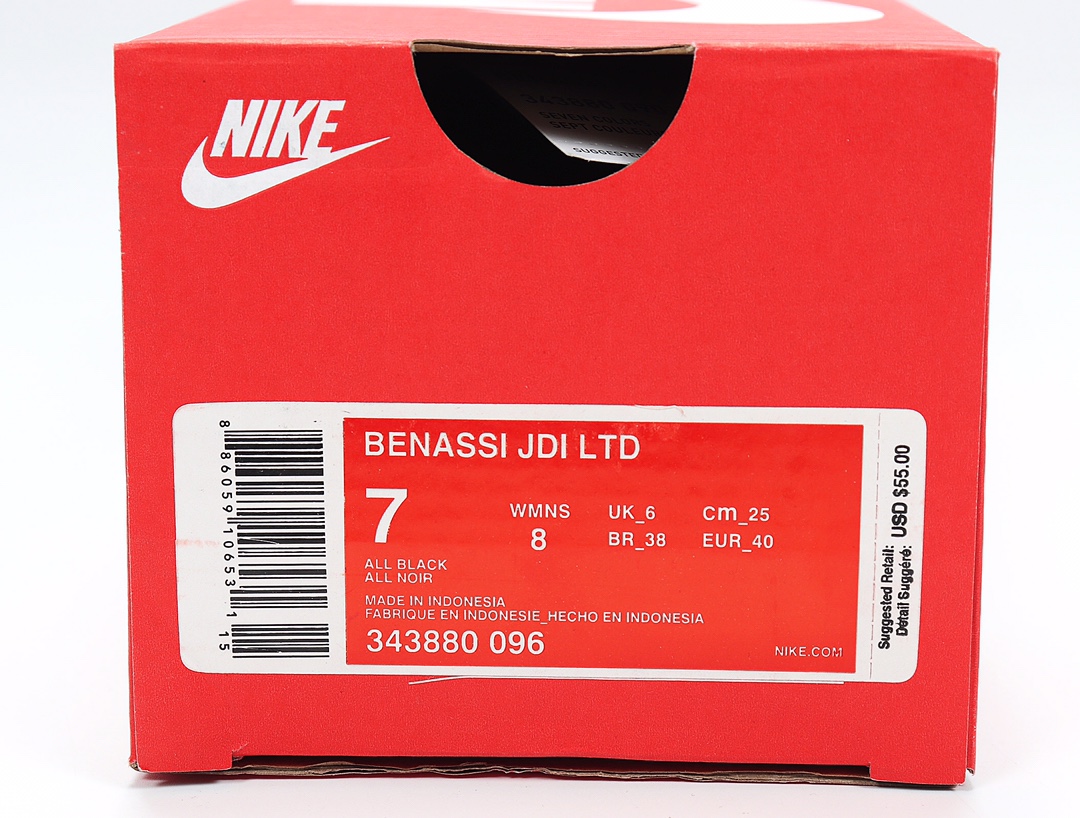 NIKE
SUGGESTED
BENASSI JDI LTD
7
WMNS 8
UK_6 cm_25
BR_38 EUR_40
ALL BLACK
ALL NOIR
MADE IN INDONESIA
FABRIQUE EN INDONESIE_HECHO EN INDONESIA
343880 096
NIKE.COM
8 86059 10653 1 15
Suggested Retail: USD $55.00
Détail Suggéré: